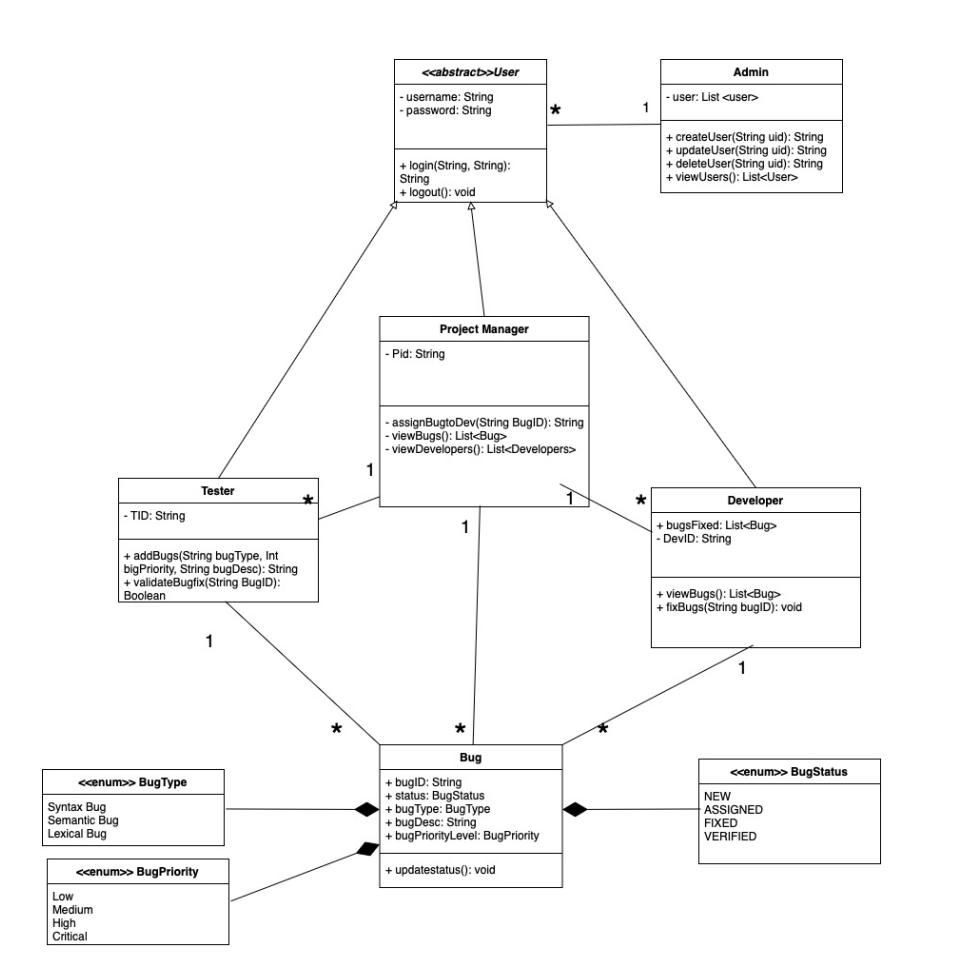 <<abstract>>User
- username: String
- password: String
+ login(String, String):
String
+ logout(): void
*
1
Admin
- user: List <user>
+ createUser(String uid): String
+ updateUser(String uid): String
+ deleteUser(String uid): String
+ viewUsers(): List<User>
Project Manager
- Pid: String
- assignBugtoDev(String BugID): String
- viewBugs(): List<Bug>
- viewDevelopers(): List<Developers>
1
*
1
*
1
Tester
- TID: String
+ addBugs(String bugType, Int
bigPriority, String bugDesc): String
+ validateBugfix(String BugID):
Boolean
Developer
+ bugsFixed: List<Bug>
- DevID: String
+ viewBugs(): List<Bug>
+ fixBugs(String bugID): void
1
1
*
*
*
Bug
+ bugID: String
+ status: BugStatus
+ bugType: BugType
+ bugDesc: String
+ bugPriorityLevel: BugPriority
+ updatestatus(): void
<<enum>> BugType
Syntax Bug
Semantic Bug
Lexical Bug
<<enum>> BugStatus
NEW
ASSIGNED
FIXED
VERIFIED
<<enum>> BugPriority
Low
Medium
High
Critical